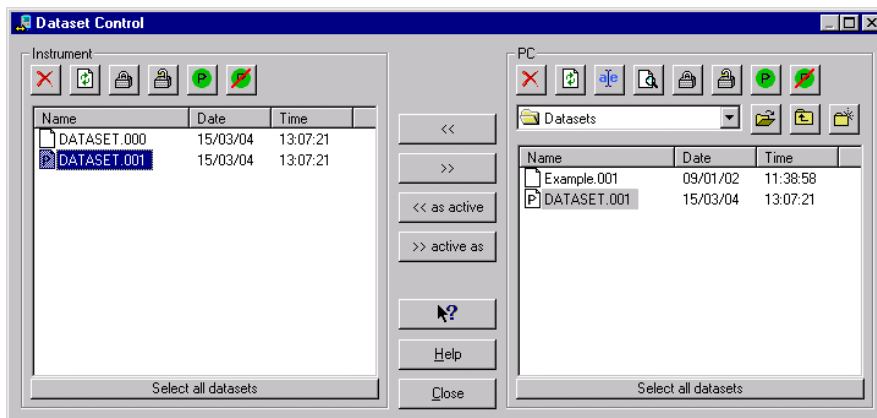 Dataset Control
Instrument
P P
Name Date Time
DATASET.000 15/03/04 13:07:21
P DATASET.001 15/03/04 13:07:21
Select all datasets
<<
>>
<< as active
>> active as
?
Help
Close
PC
a e P P
Datasets
Name Date Time
Example.001 09/01/02 11:38:58
P DATASET.001 15/03/04 13:07:21
Select all datasets